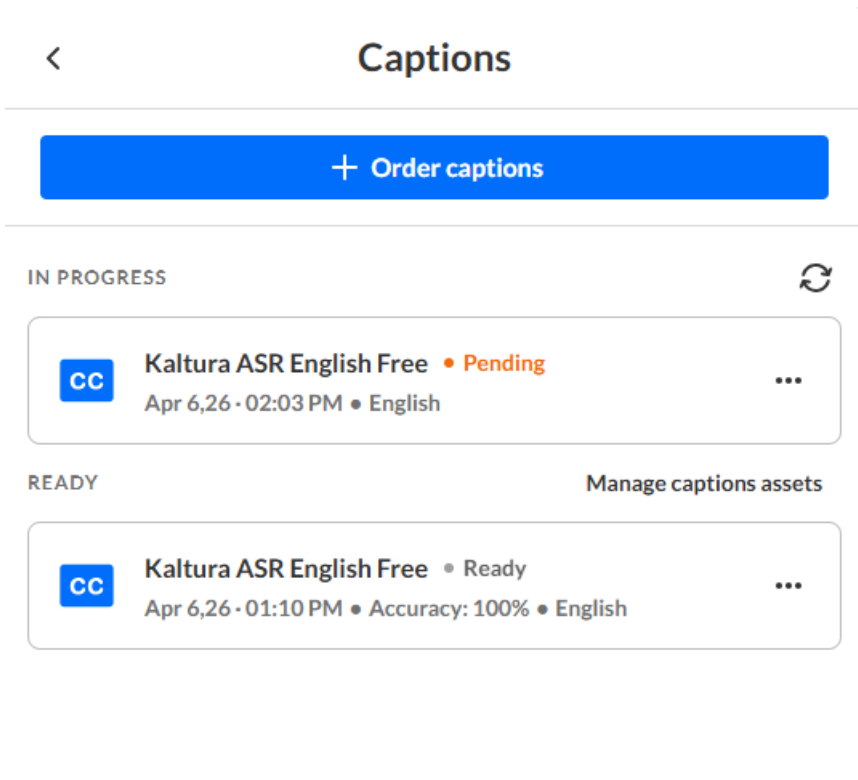 Captions
+ Order captions
IN PROGRESS
CC
Kaltura ASR English Free • Pending
Apr 6,26 · 02:03 PM • English
READY
Manage captions assets
CC
Kaltura ASR English Free • Ready
Apr 6,26 · 01:10 PM • Accuracy: 100% • English